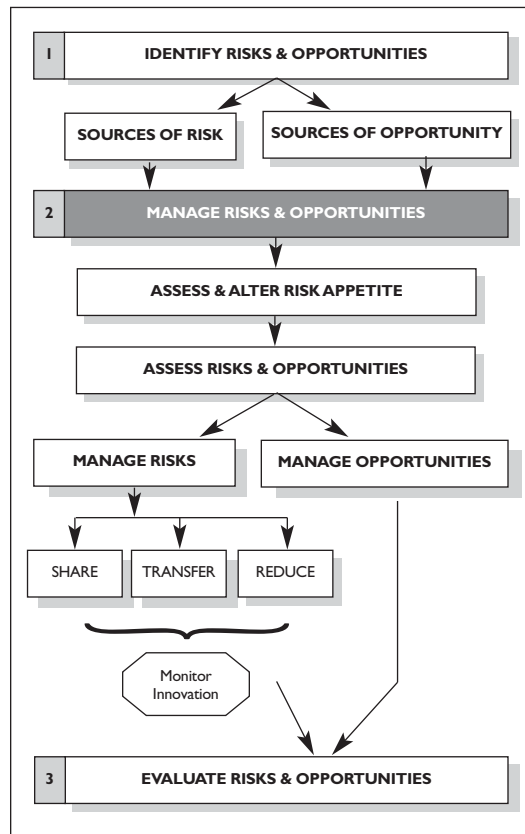 1 IDENTIFY RISKS & OPPORTUNITIES
SOURCES OF RISK
SOURCES OF OPPORTUNITY
2 MANAGE RISKS & OPPORTUNITIES
ASSESS & ALTER RISK APPETITE
ASSESS RISKS & OPPORTUNITIES
MANAGE RISKS
MANAGE OPPORTUNITIES
SHARE
TRANSFER
REDUCE
Monitor
Innovation
3 EVALUATE RISKS & OPPORTUNITIES